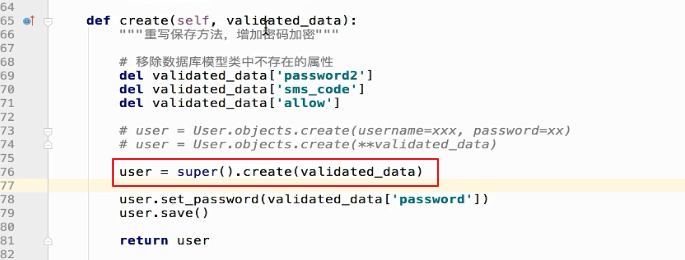 64
65 def create(self, validated_data):
66 """重写保存方法，增加密码加密"""
67
68 # 移除数据库模型类中不存在的属性
69 del validated_data['password2']
70 del validated_data['sms_code']
71 del validated_data['allow']
72
73 # user = User.objects.create(username=xxx, password=xx)
74 # user = User.objects.create(**validated_data)
75
76 user = super().create(validated_data)
77
78 user.set_password(validated_data['password'])
79 user.save()
80
81 return user
82